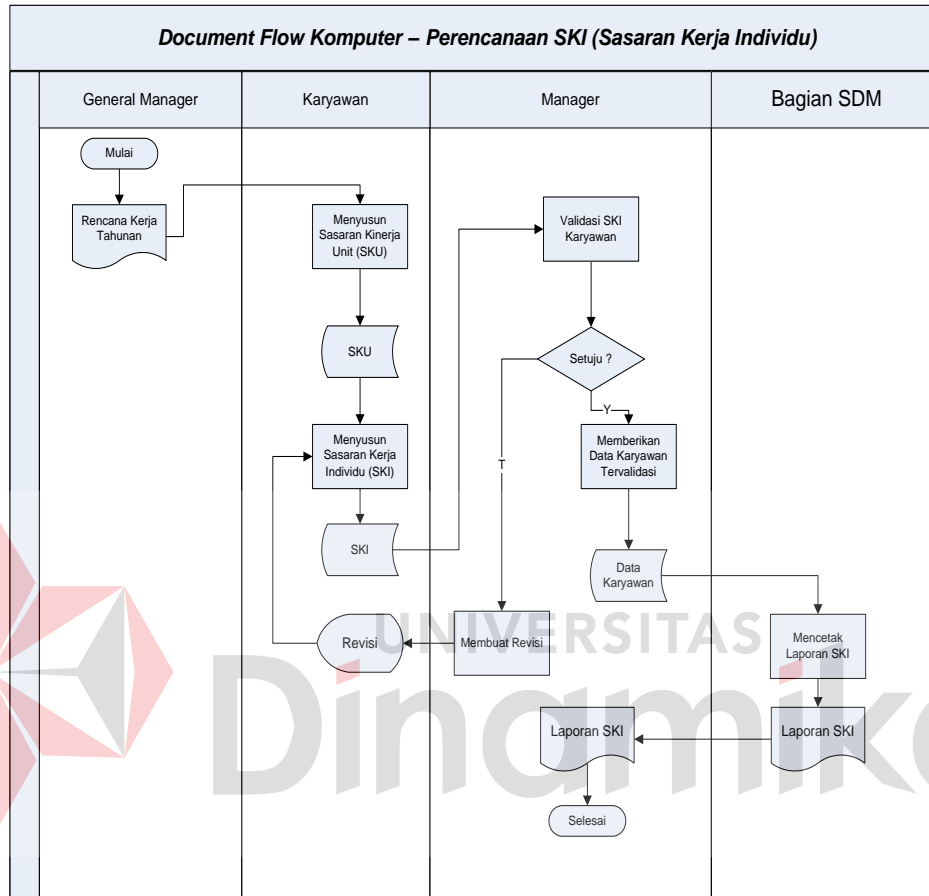 Document Flow Komputer – Perencanaan SKI (Sasaran Kerja Individu)
General Manager
Karyawan
Manager
Bagian SDM
Mulai
Rencana Kerja
Tahunan
Menyusun
Sasaran Kinerja
Unit (SKU)
SKU
Menyusun
Sasaran Kerja
Individu (SKI)
SKI
Revisi
Validasi SKI
Karyawan
Setuju ?
Y
T
Memberikan
Data Karyawan
Tervalidasi
Data
Karyawan
Membuat Revisi
Mencetak
Laporan SKI
Laporan SKI
Laporan SKI
Selesai
UNIVERSITAS
Dinamika